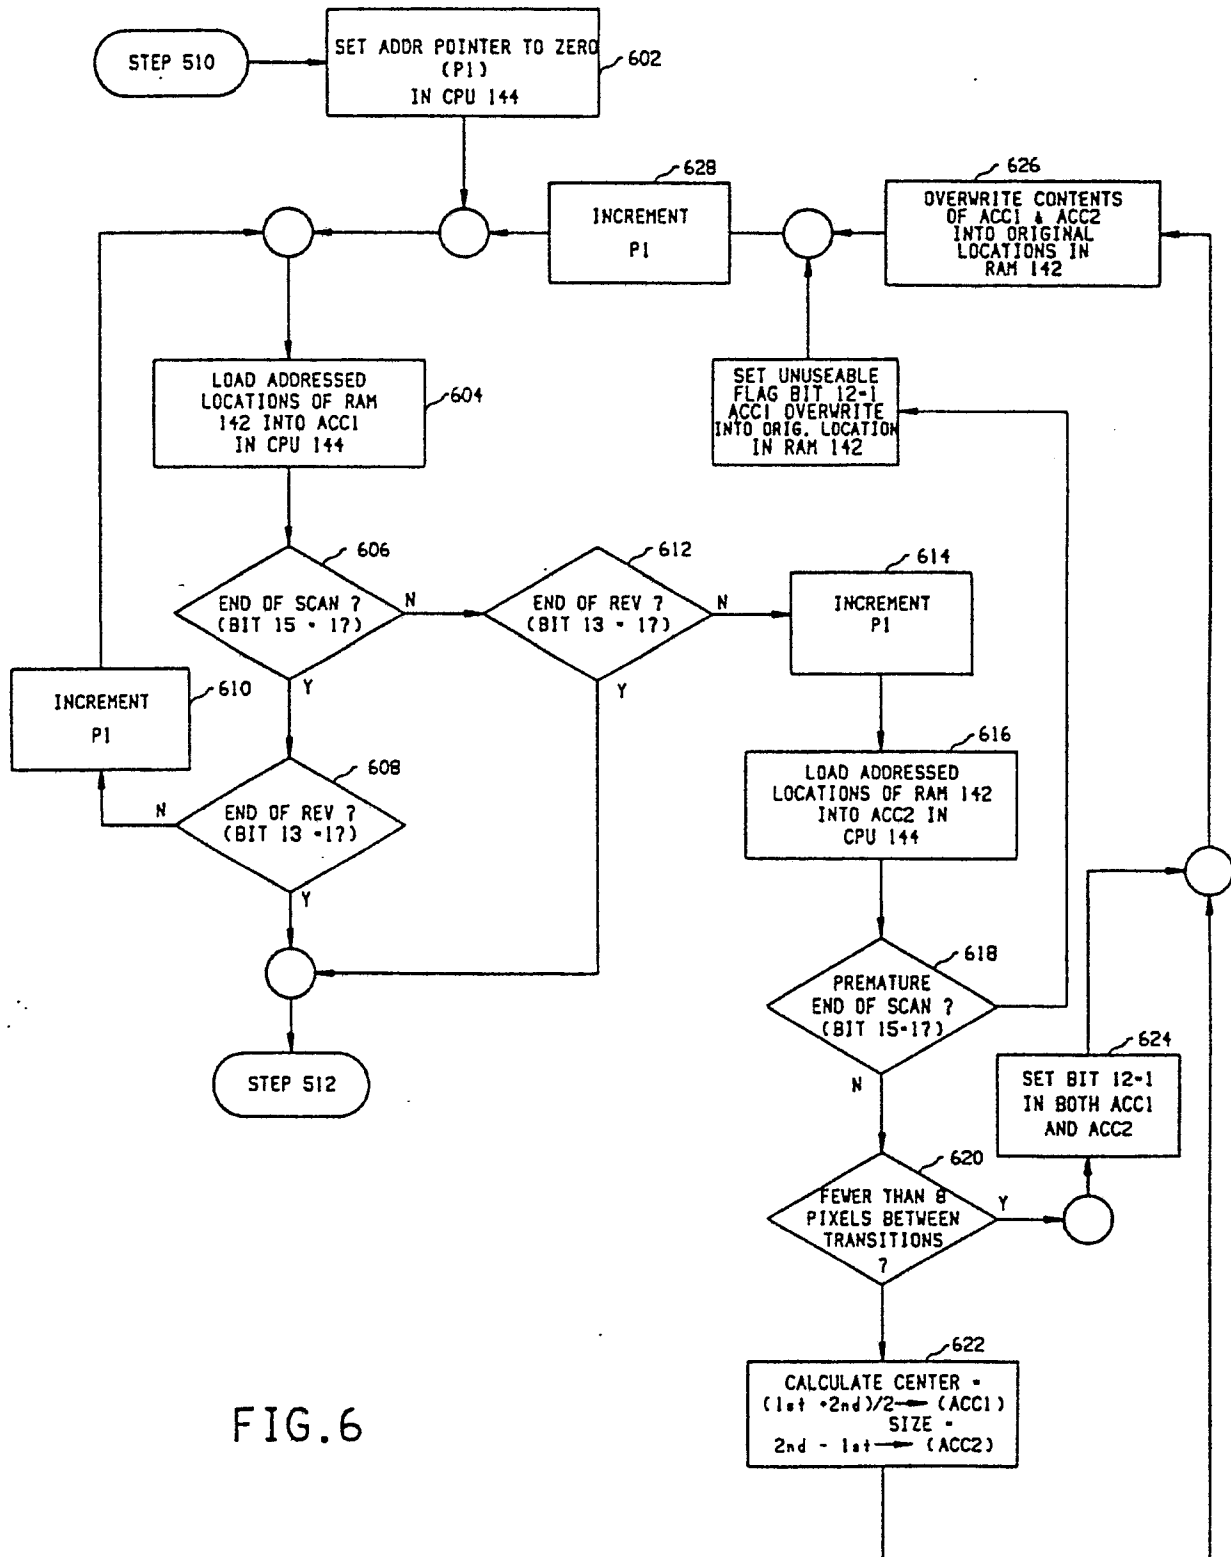 STEP 510
SET ADDR POINTER TO ZERO
(P1)
IN CPU 144
602
628
INCREMENT
P1
626
OVERWRITE CONTENTS
OF ACC1 & ACC2
INTO ORIGINAL
LOCATIONS IN
RAM 142
LOAD ADDRESSED
LOCATIONS OF RAM
142 INTO ACC1
IN CPU 144
604
SET UNUSEABLE
FLAG BIT 12=1
ACC1 OVERWRITE
INTO ORIG. LOCATION
IN RAM 142
606
END OF SCAN ?
(BIT 15 = 1?)
N
Y
612
END OF REV ?
(BIT 13 = 1?)
N
Y
614
INCREMENT
P1
610
INCREMENT
P1
608
END OF REV ?
(BIT 13 =1?)
N
Y
616
LOAD ADDRESSED
LOCATIONS OF RAM 142
INTO ACC2 IN
CPU 144
618
PREMATURE
END OF SCAN ?
(BIT 15=1?)
N
STEP 512
624
SET BIT 12=1
IN BOTH ACC1
AND ACC2
620
FEWER THAN 8
PIXELS BETWEEN
TRANSITIONS
?
Y
622
CALCULATE CENTER =
(1st +2nd)/2 → (ACC1)
SIZE =
2nd - 1st → (ACC2)
FIG.6